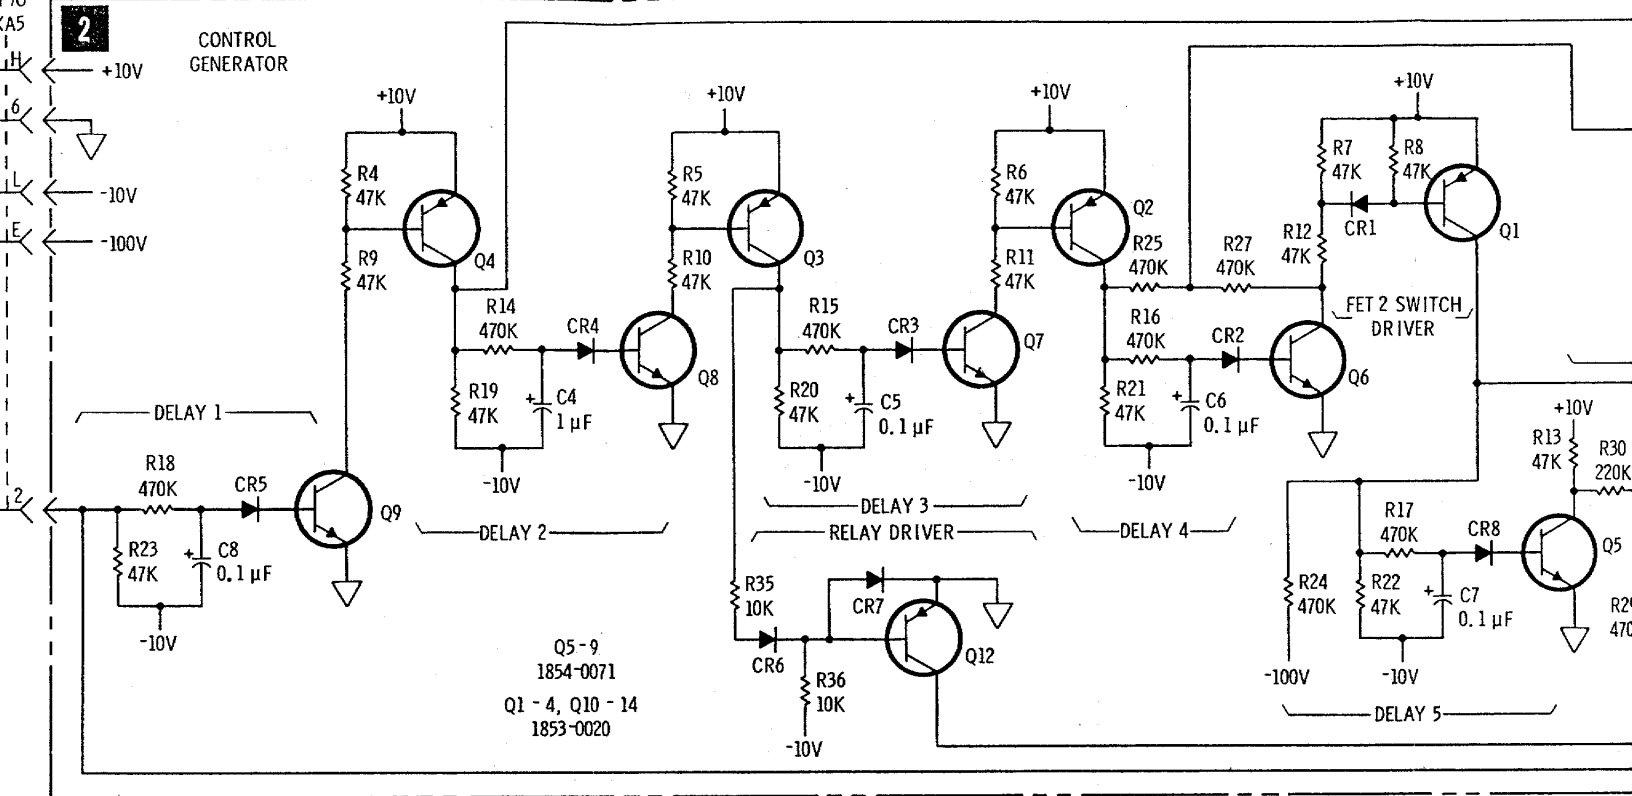 XA5
2
CONTROL
GENERATOR
H
+10V
6
L
-10V
E
-100V
2
+10V
R4
47K
R9
47K
Q4
+10V
R5
47K
R10
47K
Q3
+10V
R6
47K
R11
47K
Q2
+10V
R7
47K
R8
47K
CR1
R12
47K
Q1
R25
470K
R27
470K
FET 2 SWITCH
DRIVER
R14
470K
CR4
Q8
R19
47K
+
C4
1 µF
-10V
R15
470K
CR3
Q7
R20
47K
+
C5
0.1 µF
-10V
R16
470K
CR2
Q6
R21
47K
+
C6
0.1 µF
-10V
DELAY 1
R18
470K
CR5
Q9
R23
47K
+
C8
0.1 µF
-10V
DELAY 2
DELAY 3
RELAY DRIVER
DELAY 4
+10V
R13
47K
R30
220K
R17
470K
CR8
Q5
R24
470K
R22
47K
+
C7
0.1 µF
-100V
-10V
DELAY 5
R35
10K
CR6
CR7
Q12
R36
10K
-10V
Q5-9
1854-0071
Q1 - 4, Q10 - 14
1853-0020